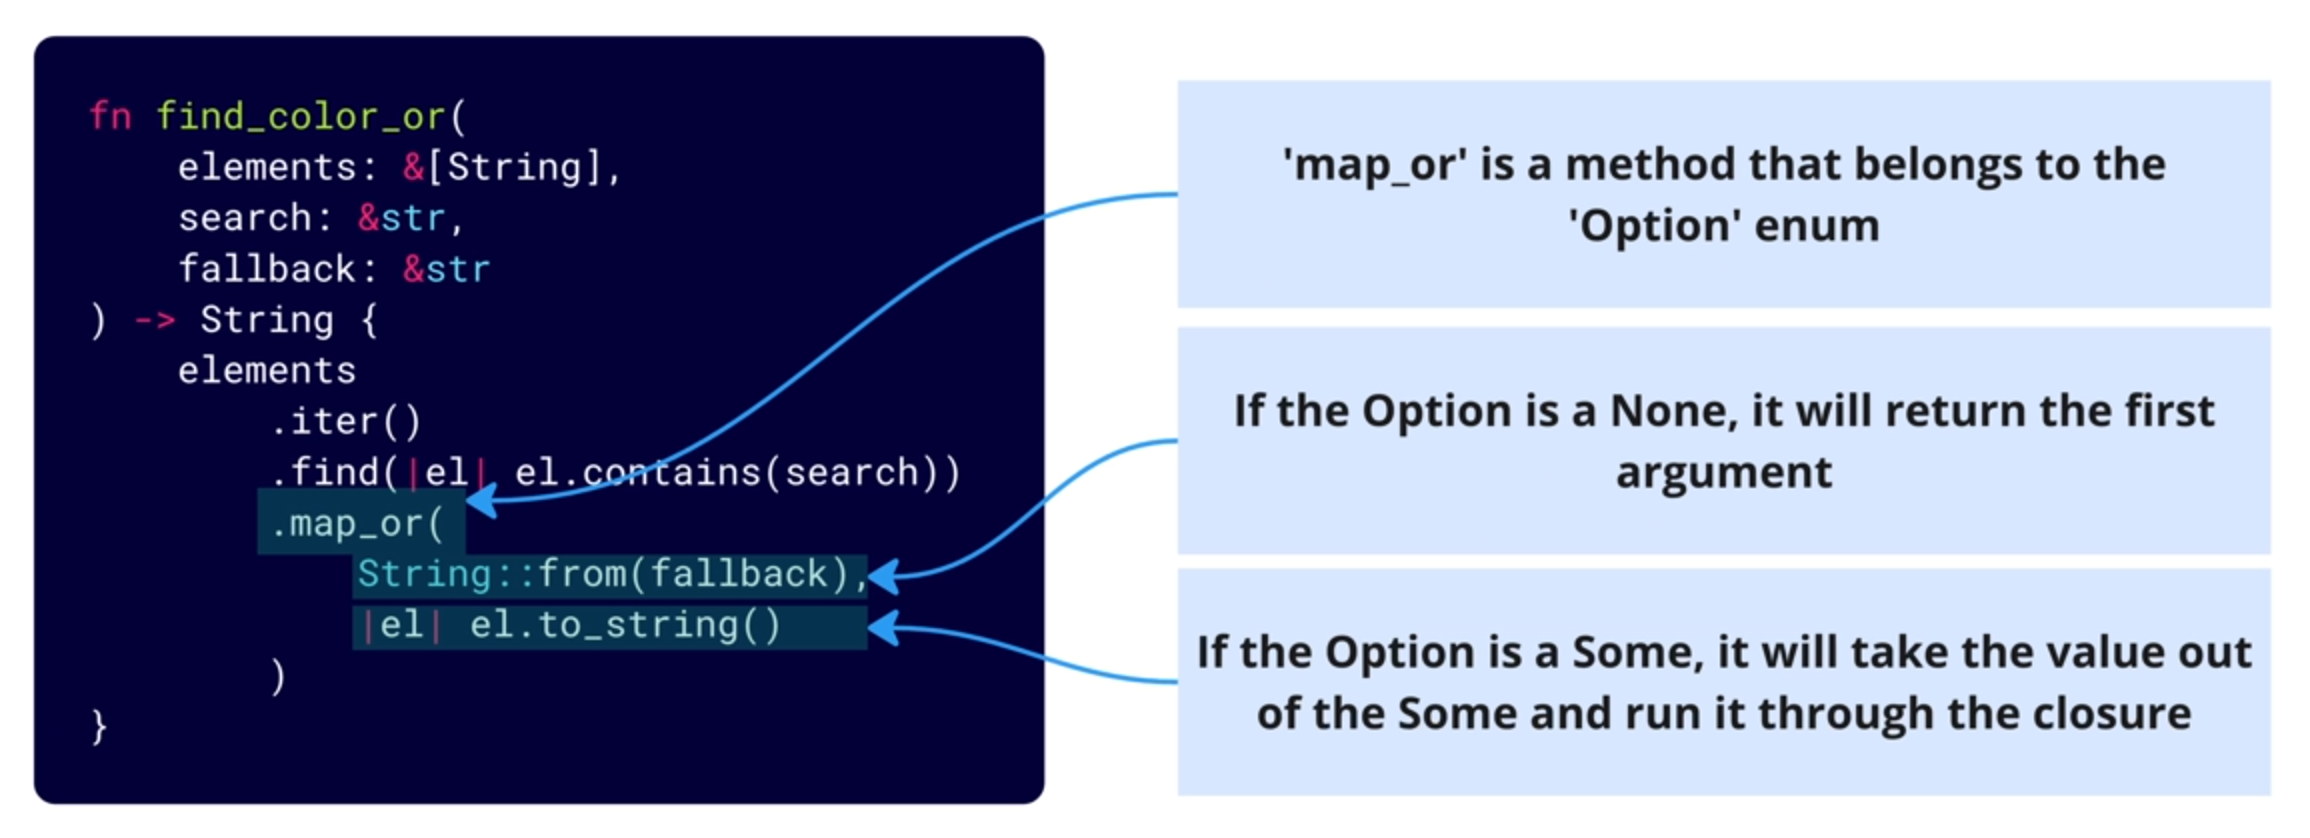 fn find_color_or(
elements: &[String],
search: &str,
fallback: &str
) -> String {
elements
.iter()
.find(|el| el.contains(search))
.map_or(
String::from(fallback),
|el| el.to_string()
)
}
'map_or' is a method that belongs to the
'Option' enum
If the Option is a None, it will return the first
argument
If the Option is a Some, it will take the value out
of the Some and run it through the closure